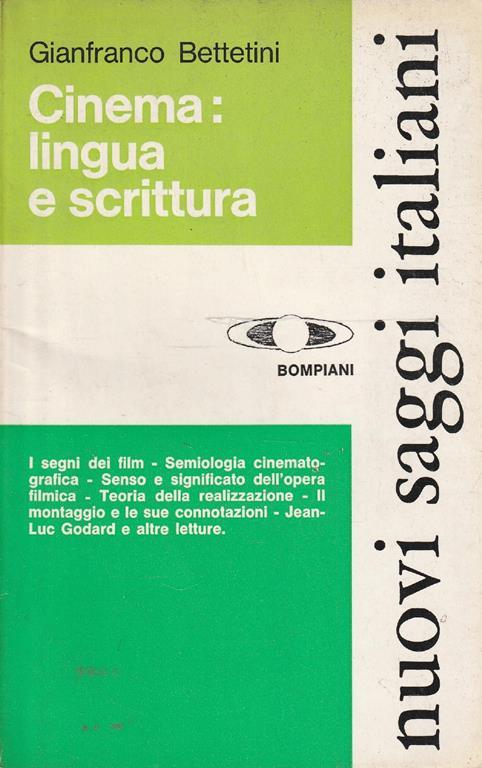 Gianfranco Bettetini
Cinema:
lingua
e scrittura
BOMPIANI
I segni dei film - Semiologia cinemato-
grafica - Senso e significato dell'opera
filmica - Teoria della realizzazione - Il
montaggio e le sue connotazioni - Jean-
Luc Godard e altre letture.
nuovi saggi italiani